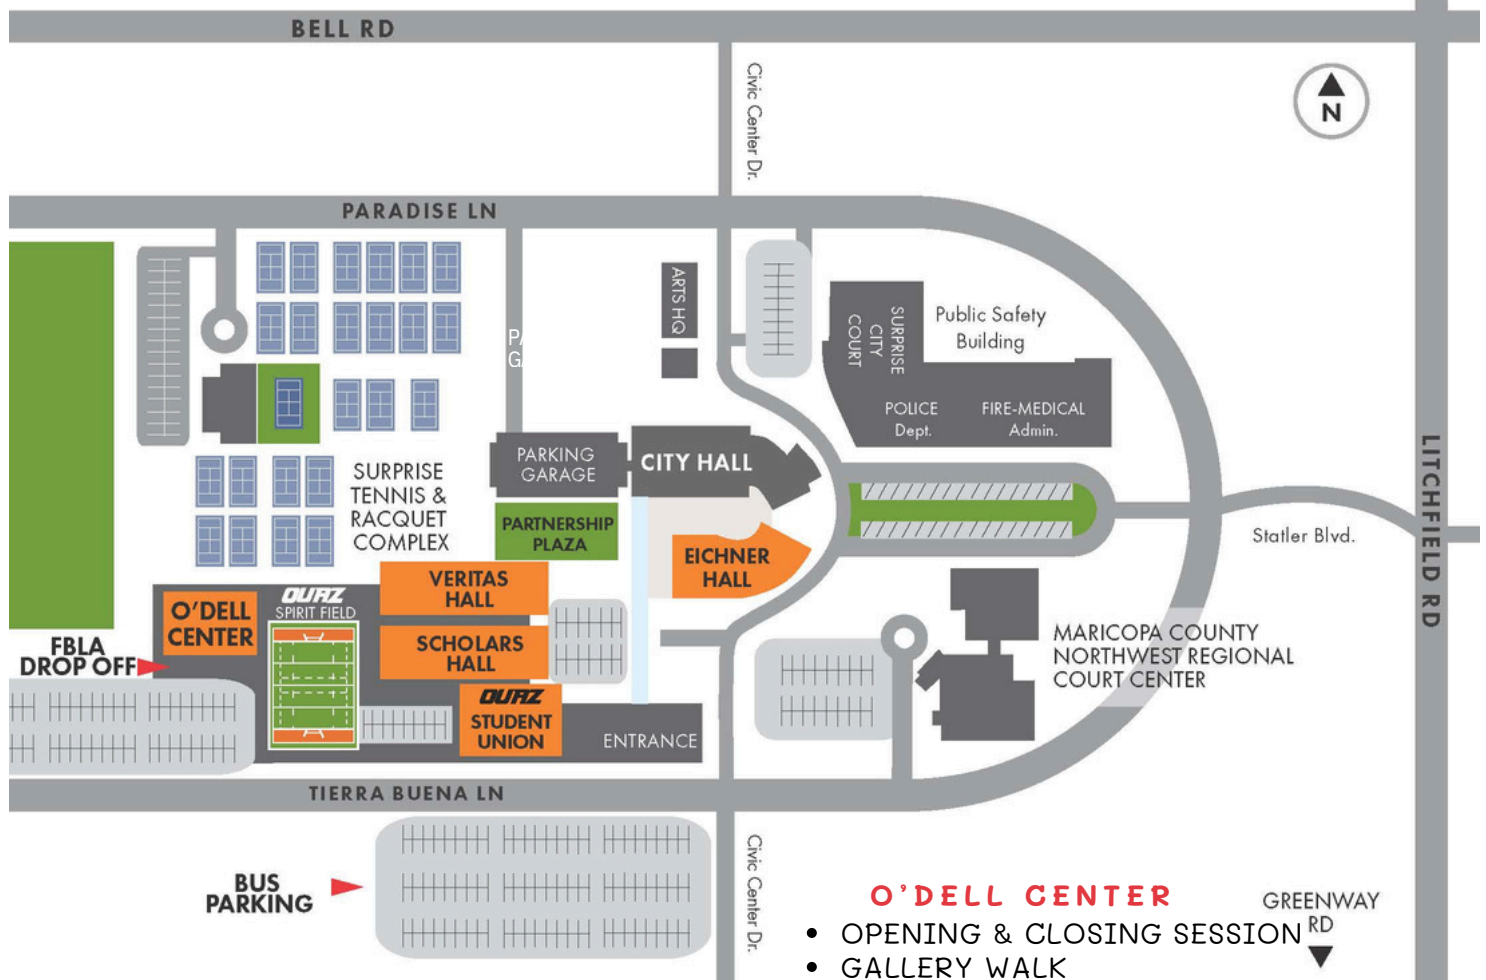 BELL RD
Civic Center Dr.
N
PARADISE LN
ARTS HQ
SURPRISE
CITY
COURT
Public Safety
Building
POLICE
Dept.
FIRE-MEDICAL
Admin.
PARKING
GARAGE
CITY HALL
LITCHFIELD RD
SURPRISE
TENNIS &
RACQUET
COMPLEX
PARTNERSHIP
PLAZA
EICHNER
HALL
Statler Blvd.
VERITAS
HALL
O'DELL
CENTER
OUAZ
SPIRIT FIELD
SCHOLARS
HALL
FBLA
DROP OFF
MARICOPA COUNTY
NORTHWEST REGIONAL
COURT CENTER
OUAZ
STUDENT
UNION
ENTRANCE
TIERRA BUENA LN
Civic Center Dr.
BUS
PARKING
O'DELL CENTER
• OPENING & CLOSING SESSION
• GALLERY WALK
GREENWAY
RD